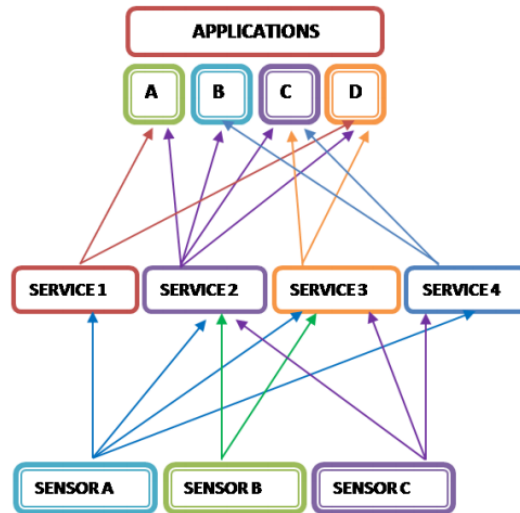 APPLICATIONS
A B C D
SERVICE 1 SERVICE 2 SERVICE 3 SERVICE 4
SENSOR A SENSOR B SENSOR C